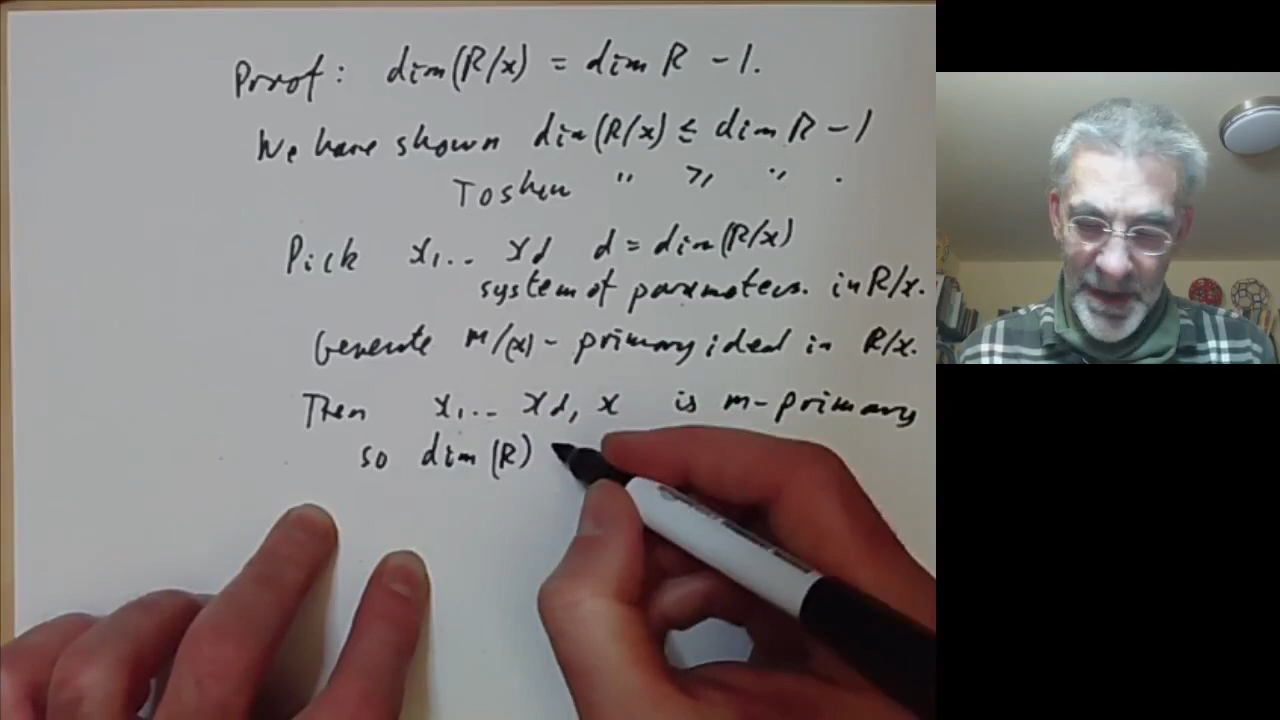 Proof: dim(R/x) = dim R - 1.
We have shown dim(R/x) ≤ dim R - 1
To show " ≥ " .
Pick x1... xd d = dim(R/x)
system of parameters. in R/x.
Generate m/(x) - primary ideal in R/x.
Then x1... xd, x is m-primary
so dim (R)